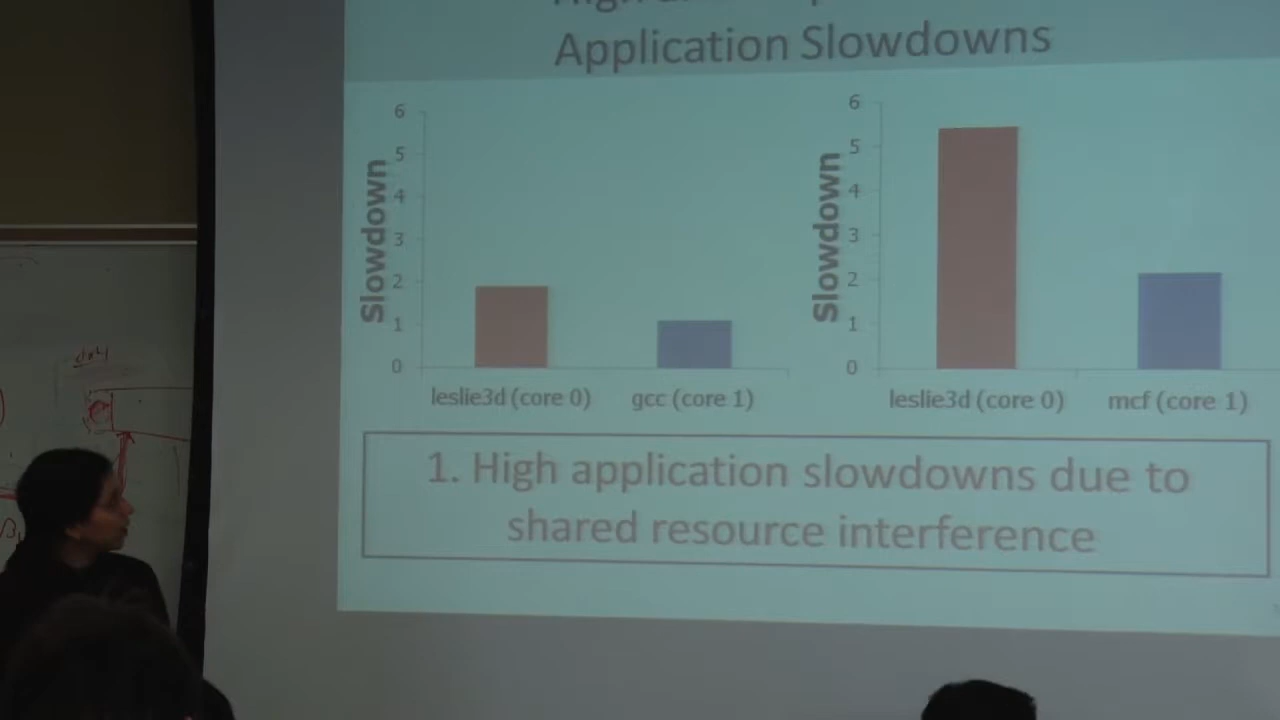 Application Slowdowns
6
5
4
3
2
1
0
Slowdown
leslie3d (core 0)
gcc (core 1)
6
5
4
3
2
1
0
Slowdown
leslie3d (core 0)
mcf (core 1)
1. High application slowdowns due to
shared resource interference